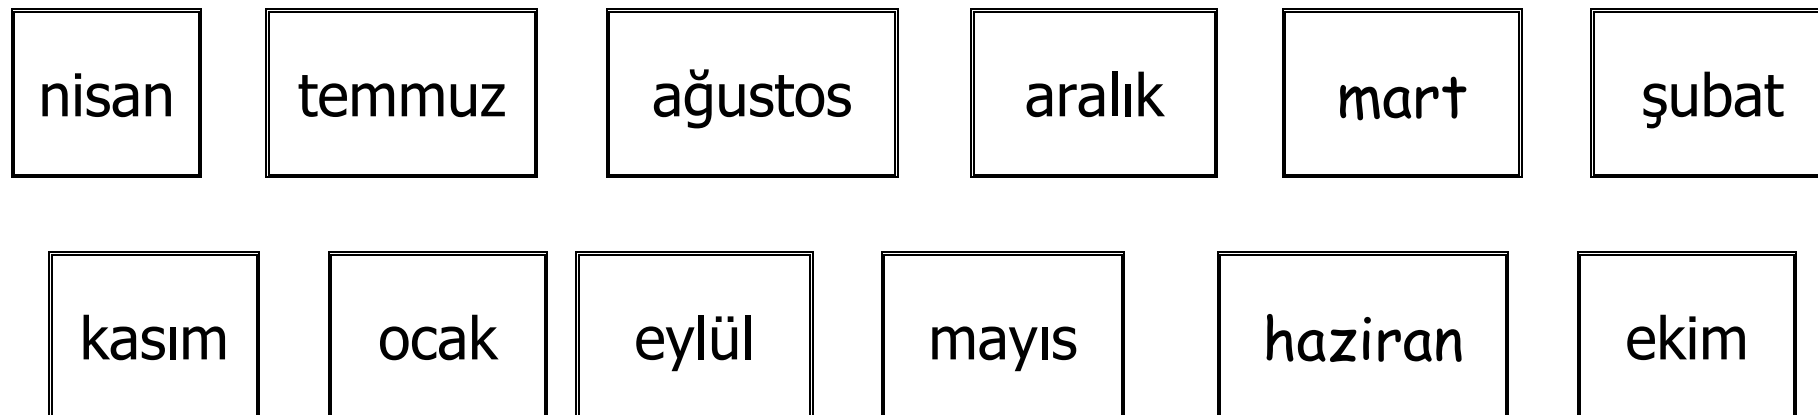 nisan temmuz ağustos aralık mart şubat
kasım ocak eylül mayıs haziran ekim